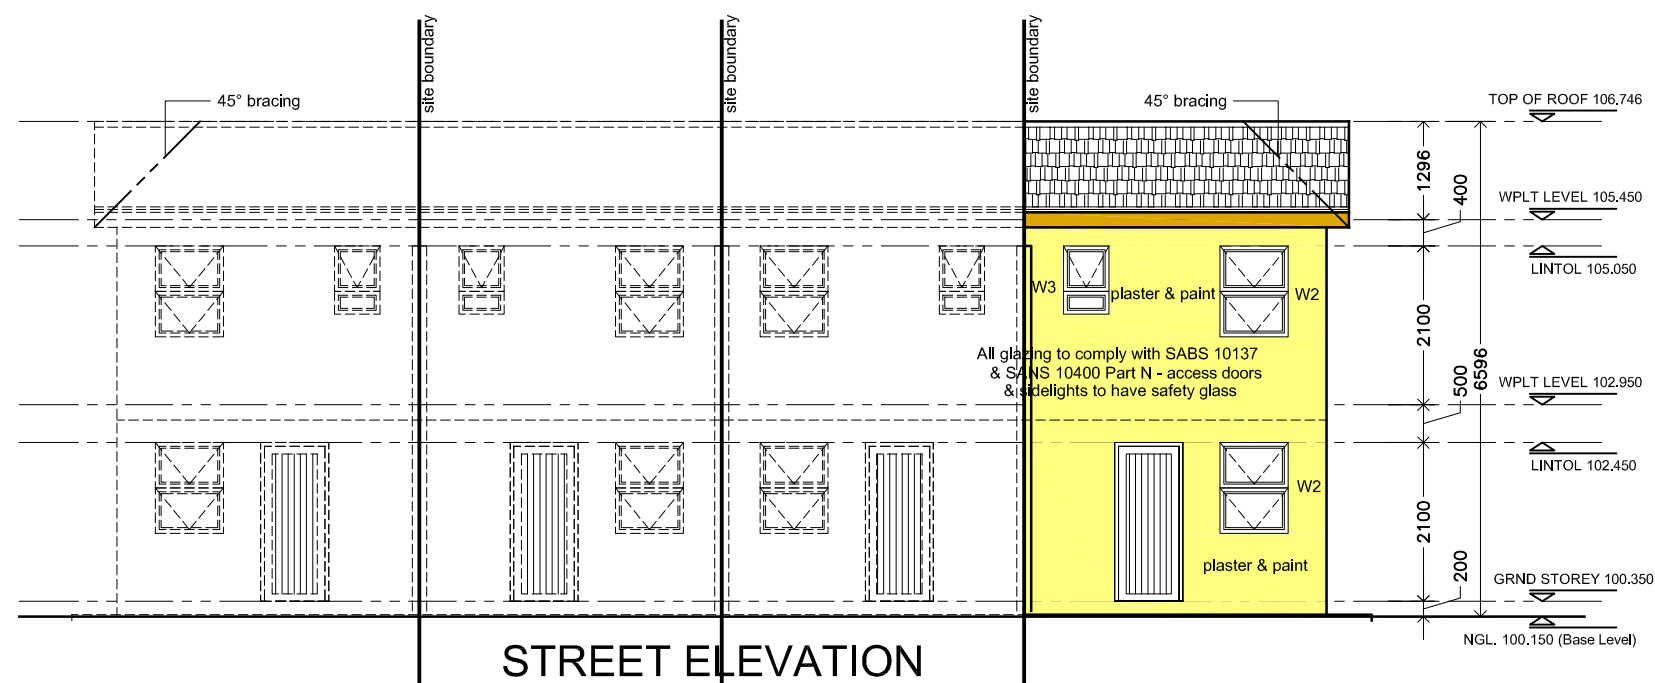 site boundary
site boundary
site boundary
45° bracing
45° bracing
TOP OF ROOF 106.746
1296
400
WPLT LEVEL 105.450
LINTOL 105.050
W3
plaster & paint
W2
2100
6596
All glazing to comply with SABS 10137
& SANS 10400 Part N - access doors
& sidelights to have safety glass
500
WPLT LEVEL 102.950
LINTOL 102.450
W2
2100
plaster & paint
200
GRND STOREY 100.350
NGL. 100.150 (Base Level)
STREET ELEVATION